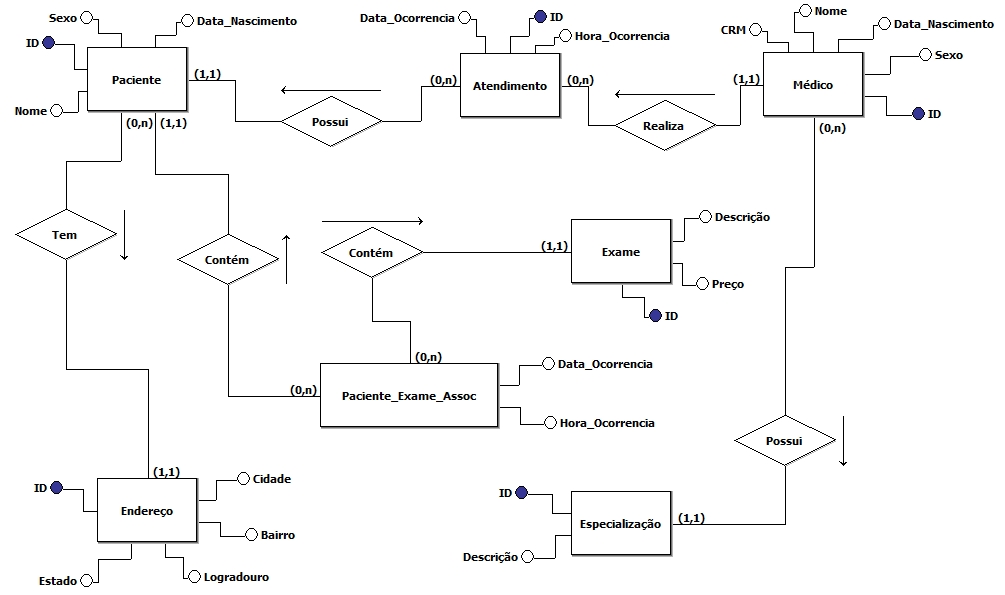 Sexo
Data_Nascimento
ID
Paciente
Nome
(1,1)
(0,n)
(1,1)
Possui
Data_Ocorrencia
ID
Hora_Ocorrencia
(0,n)
Atendimento
(0,n)
Realiza
Nome
CRM
Data_Nascimento
Sexo
(1,1)
Médico
ID
(0,n)
Tem
Contém
Contém
Descrição
(1,1)
Exame
Preço
ID
(0,n)
(0,n)
Paciente_Exame_Assoc
Data_Ocorrencia
Hora_Ocorrencia
Possui
(1,1)
ID
Cidade
Endereço
Bairro
Estado
Logradouro
ID
Especialização
(1,1)
Descrição